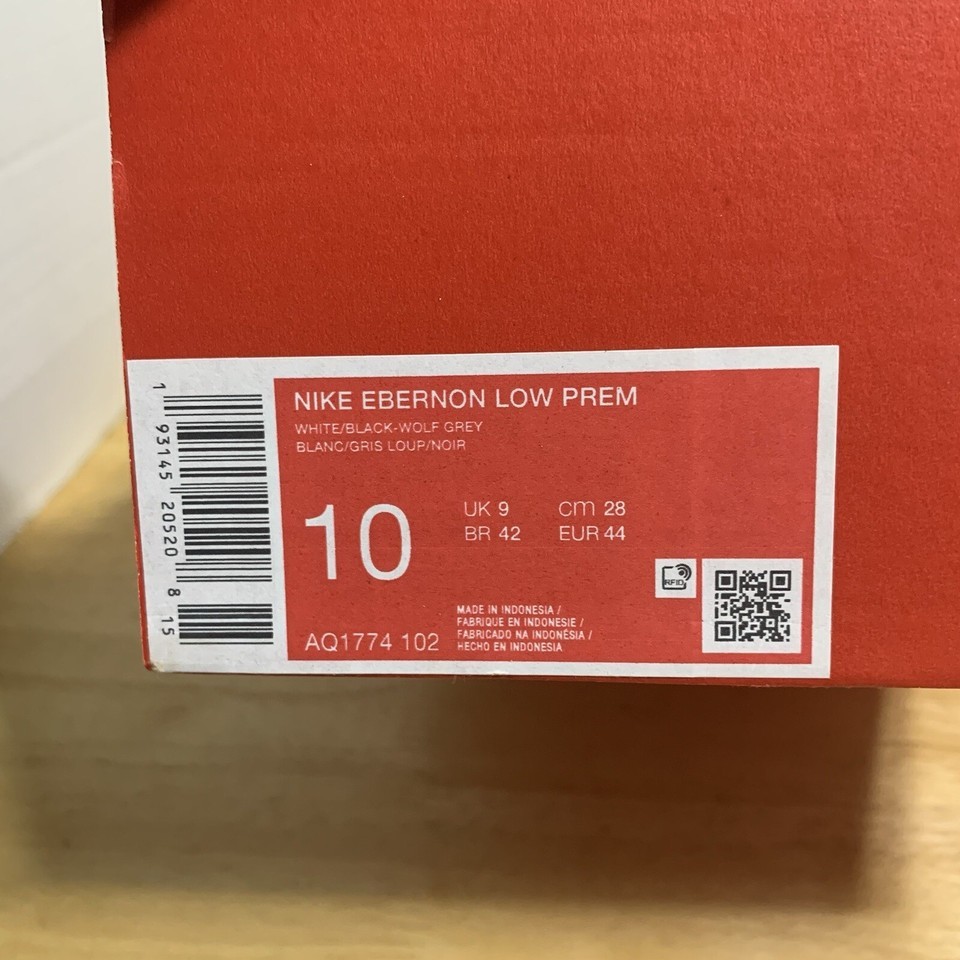 NIKE EBERNON LOW PREM
WHITE/BLACK-WOLF GREY
BLANC/GRIS LOUP/NOIR
10
UK 9 cm 28
BR 42 EUR 44
RFID
MADE IN INDONESIA /
FABRIQUE EN INDONESIE /
FABRICADO NA INDONÉSIA /
HECHO EN INDONESIA
AQ1774 102
1 93145 20520 8 15